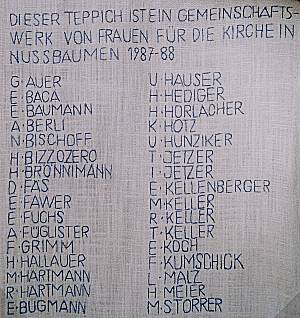 DIESER TEPPICH IST EIN GEMEINSCHAFTS-
WERK VON FRAUEN FÜR DIE KIRCHE IN
NUSSBAUMEN 1987-88
G. AUER
E. BACA
E. BAUMANN
A. BERLI
N. BISCHOFF
H. BIZZOZERO
H. BRÖNNIMANN
D. FÄS
E. FAWER
E. FUCHS
A. FÜGLISTER
F. GRIMM
H. HALLAUER
M. HARTMANN
R. HARTMANN
E. BUGMANN
U. HAUSER
H. HEDIGER
H. HORLACHER
K. HOTZ
U. HUNZIKER
T. JETZER
I. JETZER
E. KELLENBERGER
M. KELLER
R. KELLER
T. KELLER
E. KOCH
F. KUMSCHICK
L. MALZ
H. MEIER
M. STORRER